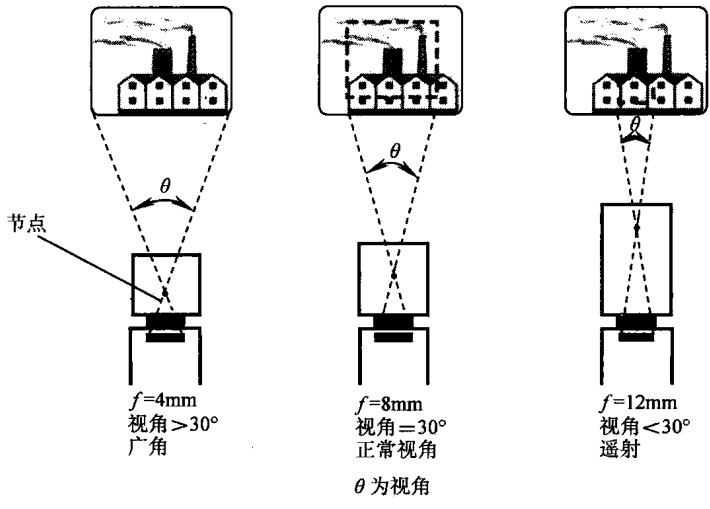 θ
θ
θ
节点
f=4mm
视角>30°
广角
f=8mm
视角=30°
正常视角
f=12mm
视角<30°
遥射
θ为视角